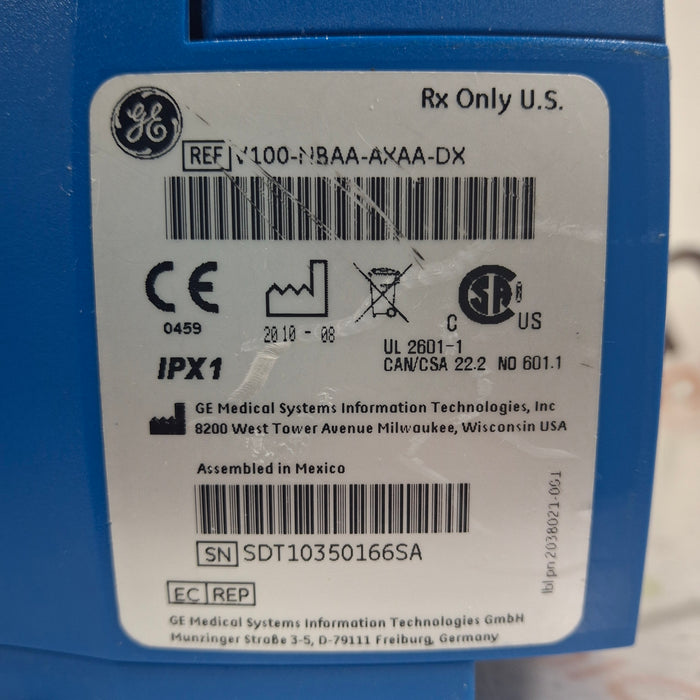 GE
Rx Only U.S.
REF V100-NBAA-AXAA-DX
CE
0459
2010-08
IPX1
C SA US
UL 2601-1
CAN/CSA 22.2 NO 601.1
GE Medical Systems Information Technologies, Inc
8200 West Tower Avenue Milwaukee, Wisconsin USA
Assembled in Mexico
SN SDT10350166SA
EC REP
GE Medical Systems Information Technologies GmbH
Munzinger Straße 3-5, D-79111 Freiburg, Germany
lbl pn 2038021-001